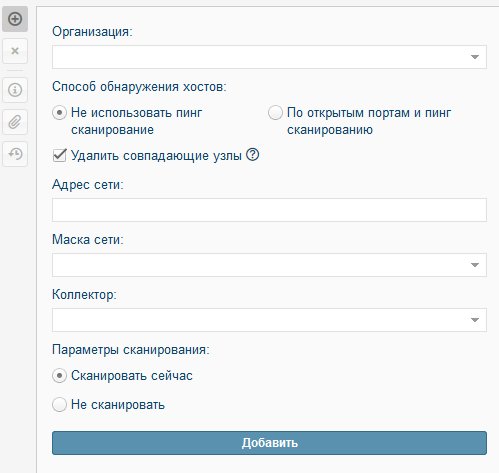 Организация:
Способ обнаружения хостов:
Не использовать пинг
сканирование
По открытым портам и пинг
сканированию
Удалить совпадающие узлы
Адрес сети:
Маска сети:
Коллектор:
Параметры сканирования:
Сканировать сейчас
Не сканировать
Добавить